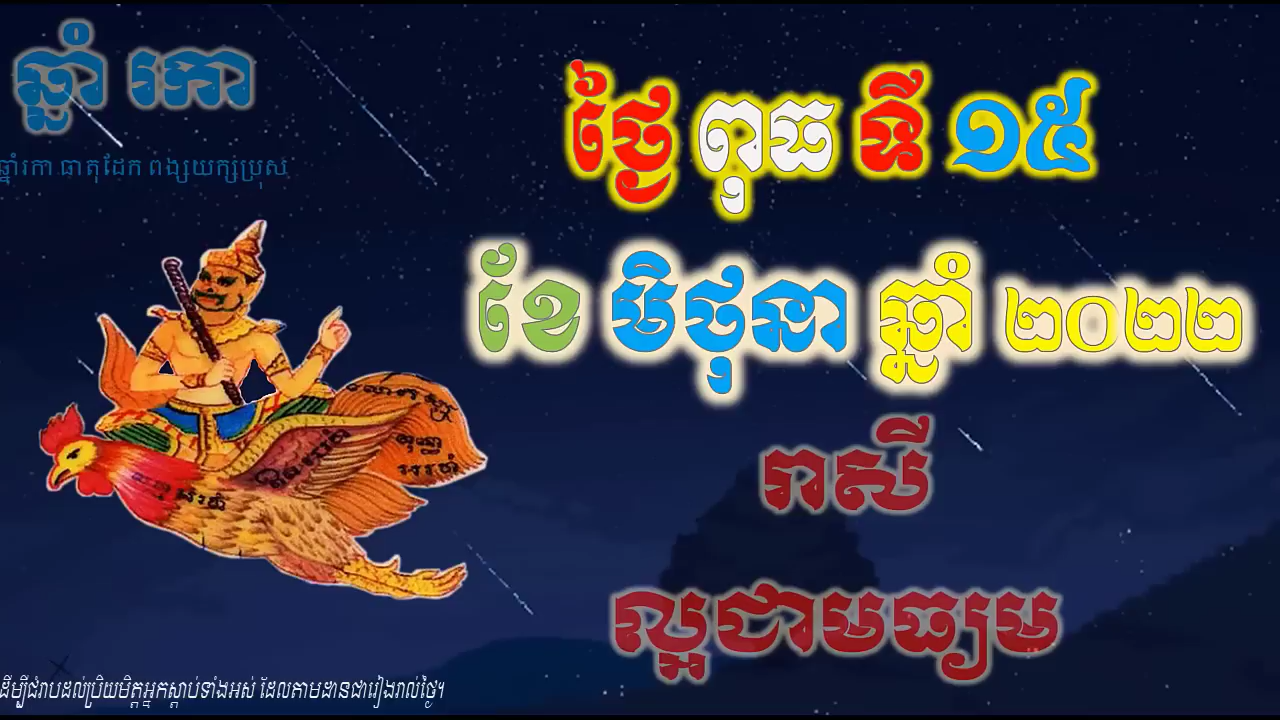 ឆ្នាំ រកា
ឆ្នាំរកា ធាតុដែក ពង្សយក្សប្រុស
ថ្ងៃ ពុធ ទី ១៥
ខែ មិថុនា ឆ្នាំ ២០២២
រាសី
ល្អជាមធ្យម
ដើម្បីជំរាបដល់ប្រិយមិត្តអ្នកស្តាប់ទាំងអស់ ដែលតាមដានជារៀងរាល់ថ្ងៃ។